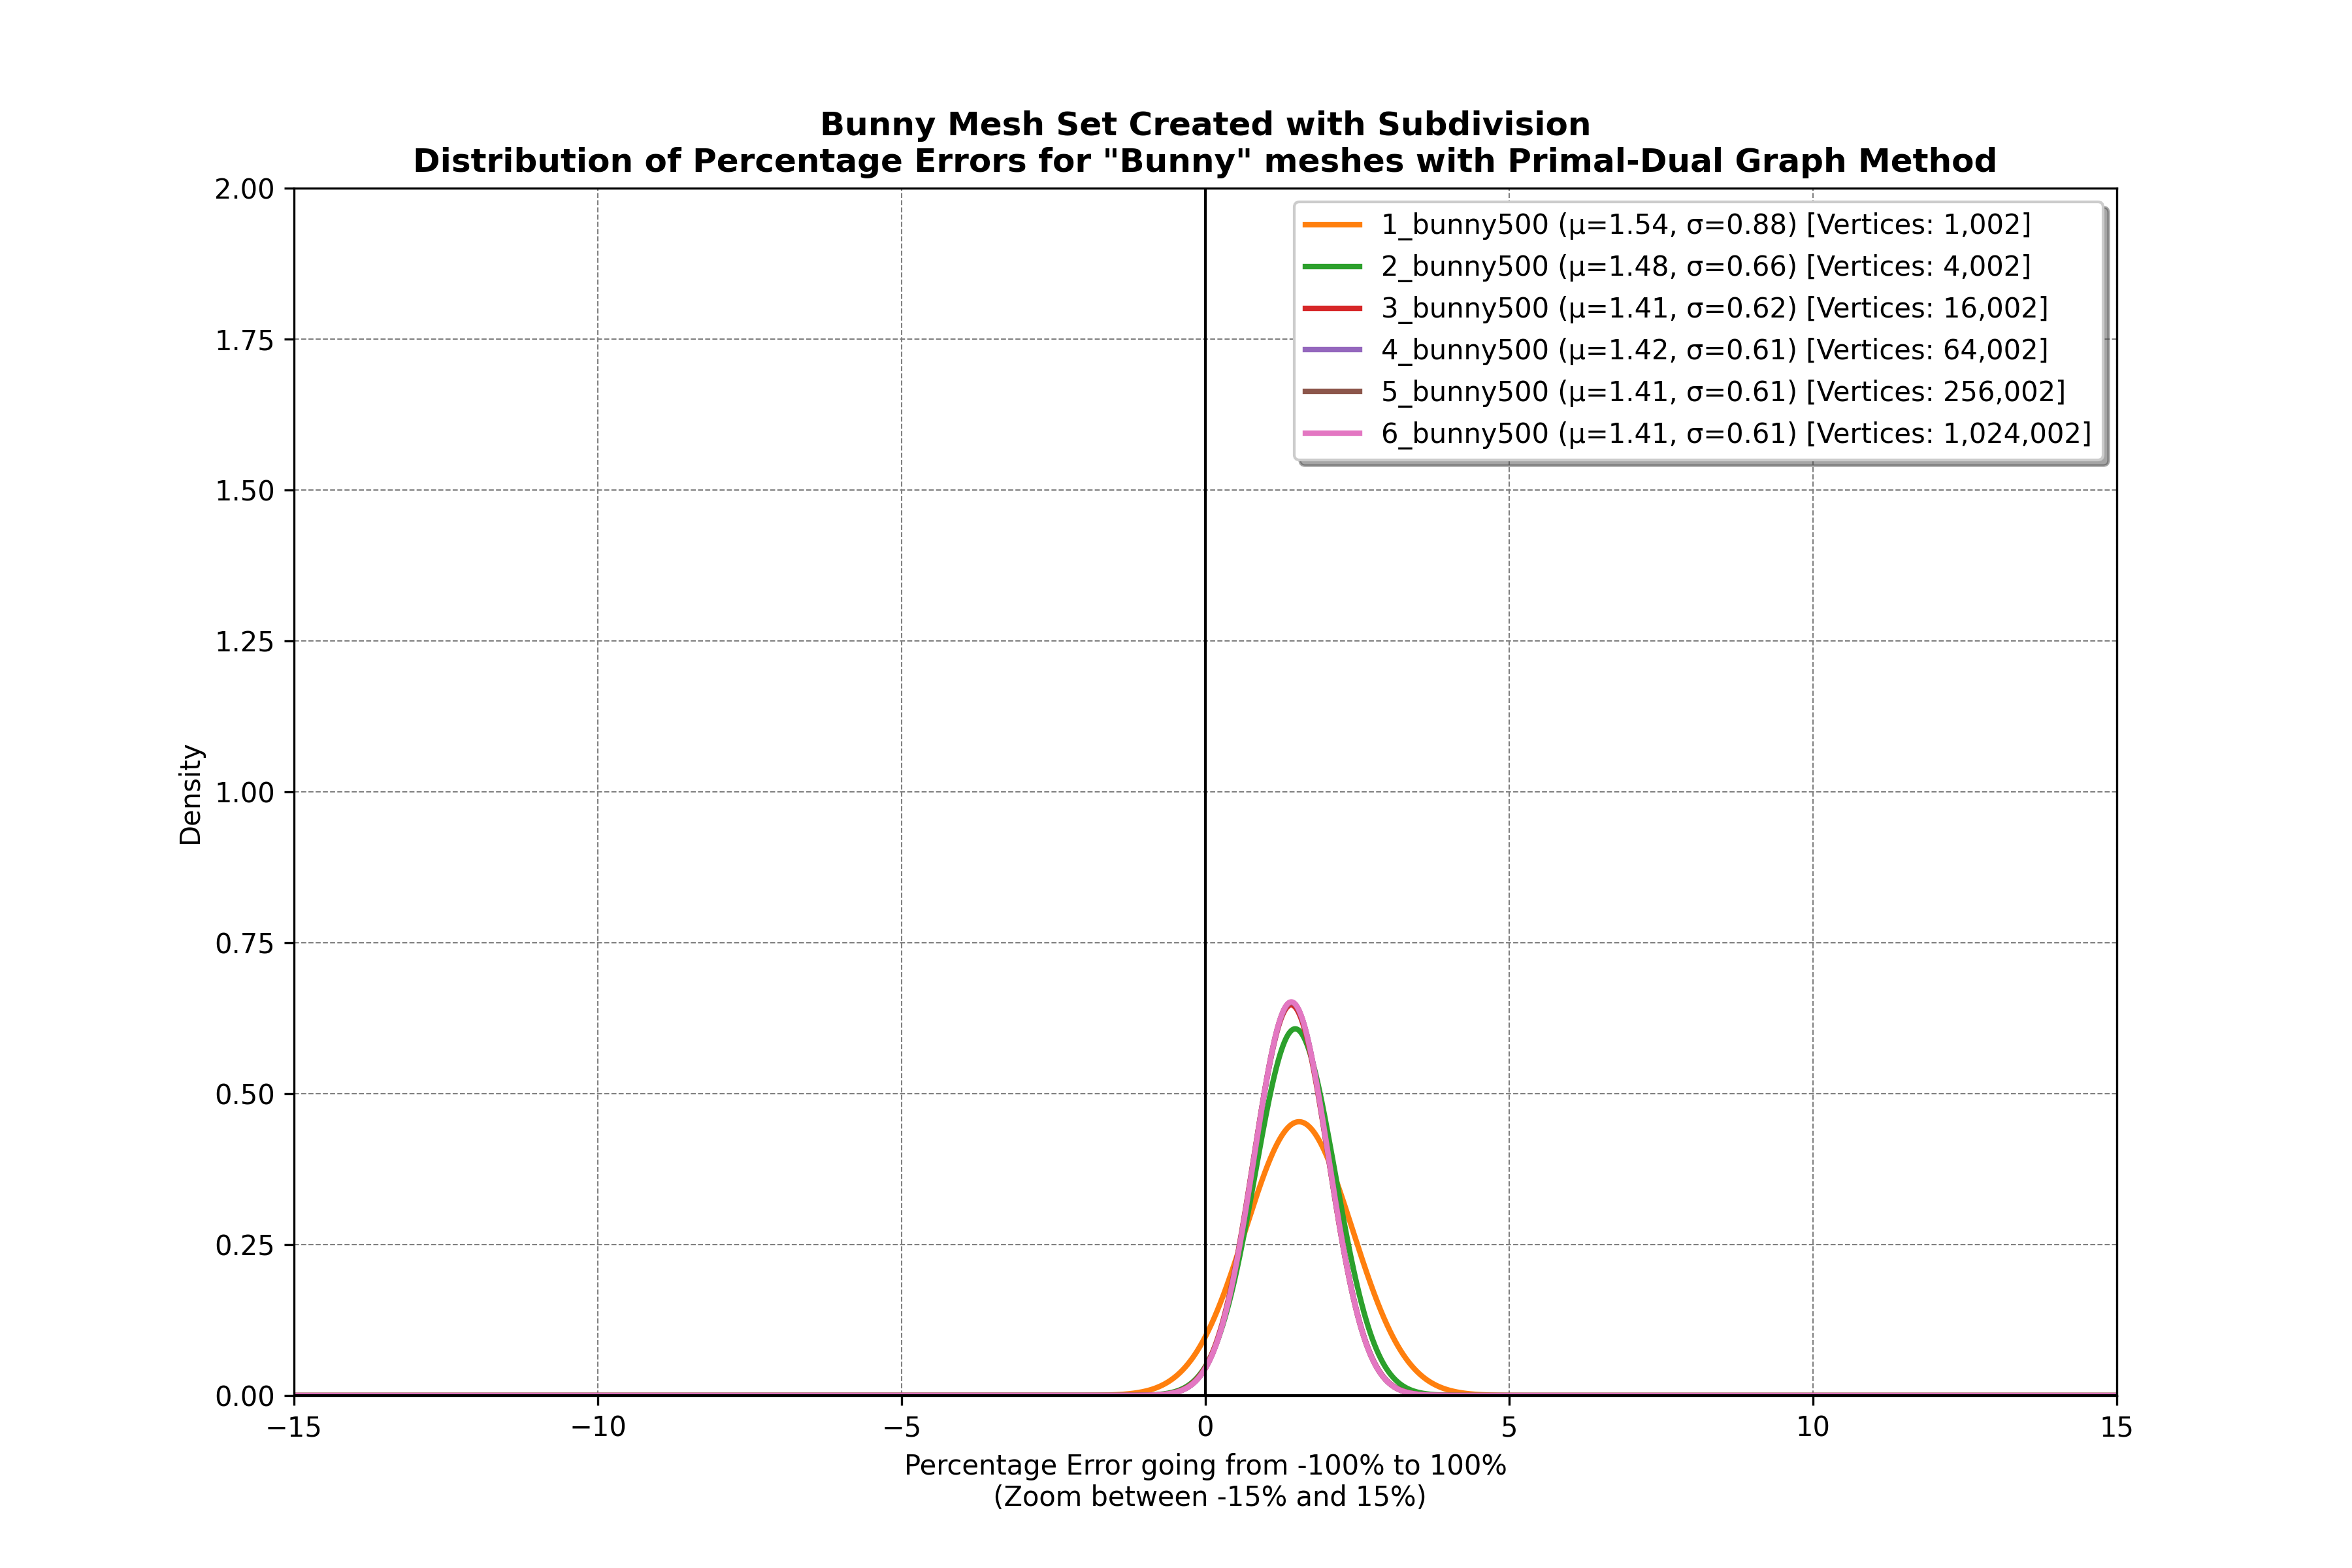 Bunny Mesh Set Created with Subdivision
Distribution of Percentage Errors for "Bunny" meshes with Primal-Dual Graph Method
2.00
1.75
1.50
1.25
1.00
0.75
0.50
0.25
0.00
Density
1_bunny500 (μ=1.54, σ=0.88) [Vertices: 1,002]
2_bunny500 (μ=1.48, σ=0.66) [Vertices: 4,002]
3_bunny500 (μ=1.41, σ=0.62) [Vertices: 16,002]
4_bunny500 (μ=1.42, σ=0.61) [Vertices: 64,002]
5_bunny500 (μ=1.41, σ=0.61) [Vertices: 256,002]
6_bunny500 (μ=1.41, σ=0.61) [Vertices: 1,024,002]
−15 −10 −5 0 5 10 15
Percentage Error going from -100% to 100%
(Zoom between -15% and 15%)